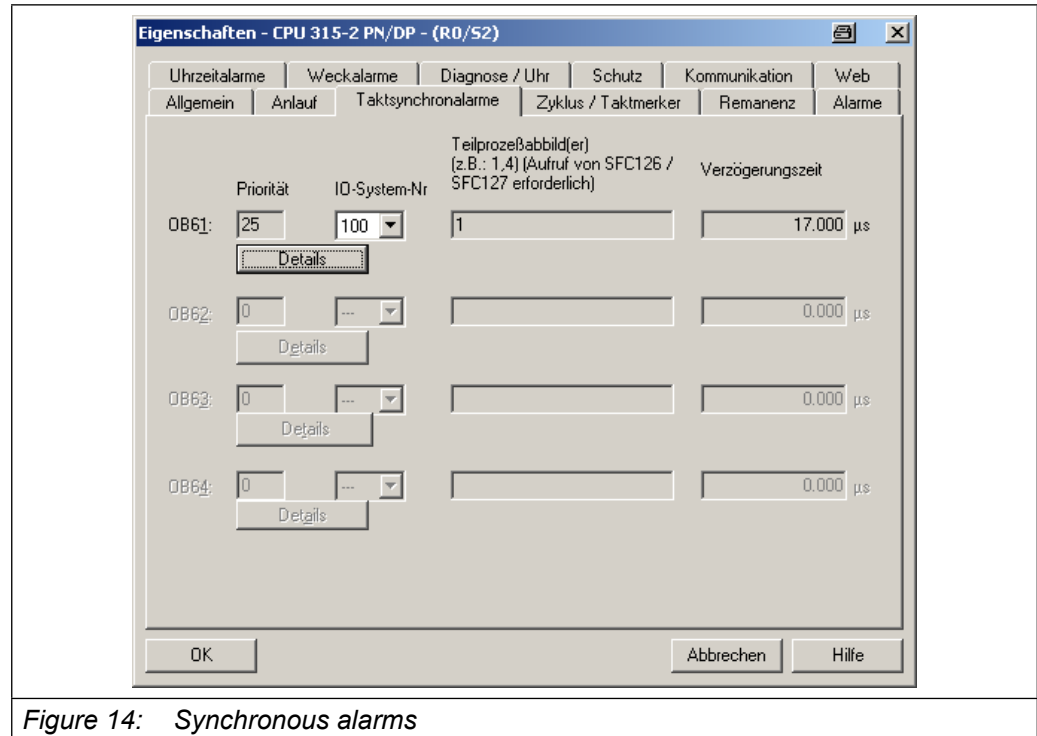 Eigenschaften - CPU 315-2 PN/DP - (R0/S2)
Uhrzeitalarme Weckalarme Diagnose / Uhr Schutz Kommunikation Web
Allgemein Anlauf Taktsynchronalarme Zyklus / Taktmerker Remanenz Alarme
Priorität IO-System-Nr Teilprozeßabbild(er)
(z.B.: 1,4) (Aufruf von SFC126 /
SFC127 erforderlich) Verzögerungszeit
OB61: 25 100 1 17.000 µs
Details
OB62: 0 --- 0.000 µs
Details
OB63: 0 --- 0.000 µs
Details
OB64: 0 --- 0.000 µs
Details
OK Abbrechen Hilfe
Figure 14: Synchronous alarms